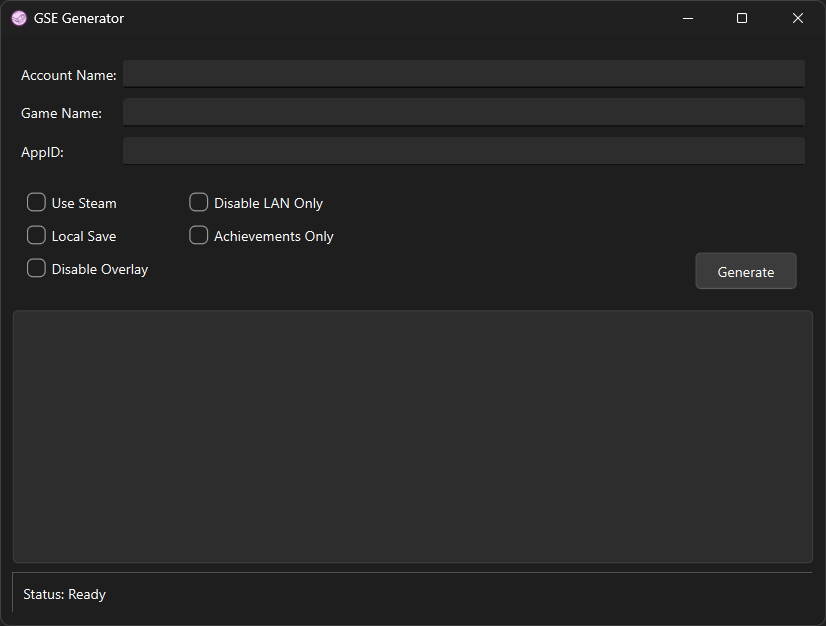 GSE Generator
Account Name:
Game Name:
AppID:
Use Steam
Disable LAN Only
Local Save
Achievements Only
Disable Overlay
Generate
Status: Ready